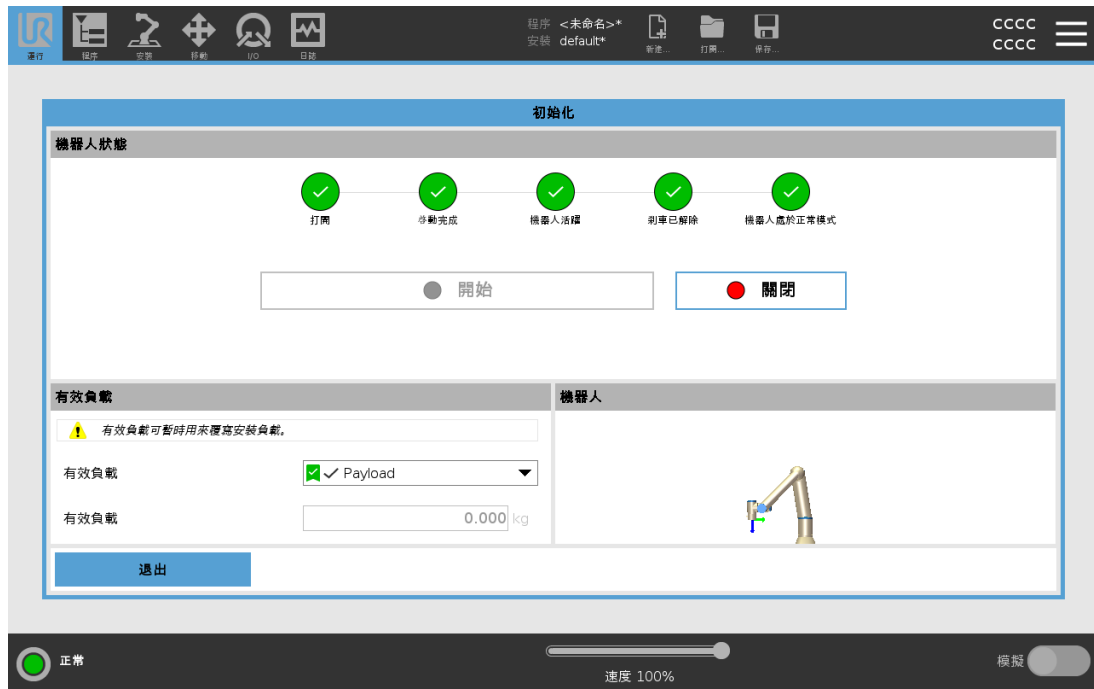 UR
運行
程序
安裝
移動
I/O
日誌
程序 <未命名>*
安裝 default*
新建...
打開...
保存...
CCCC
CCCC
初始化
機器人狀態
打開
啓動完成
機器人活躍
剎車已解除
機器人處於正常模式
開始
關閉
有效負載
有效負載可暫時用來覆寫安裝負載。
有效負載
Payload
有效負載
0.000 kg
機器人
退出
正常
速度 100%
模擬